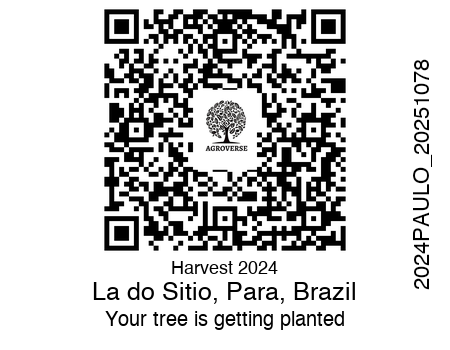 AGROVERSE
Harvest 2024
La do Sitio, Para, Brazil
Your tree is getting planted
2024PAULO_20251078